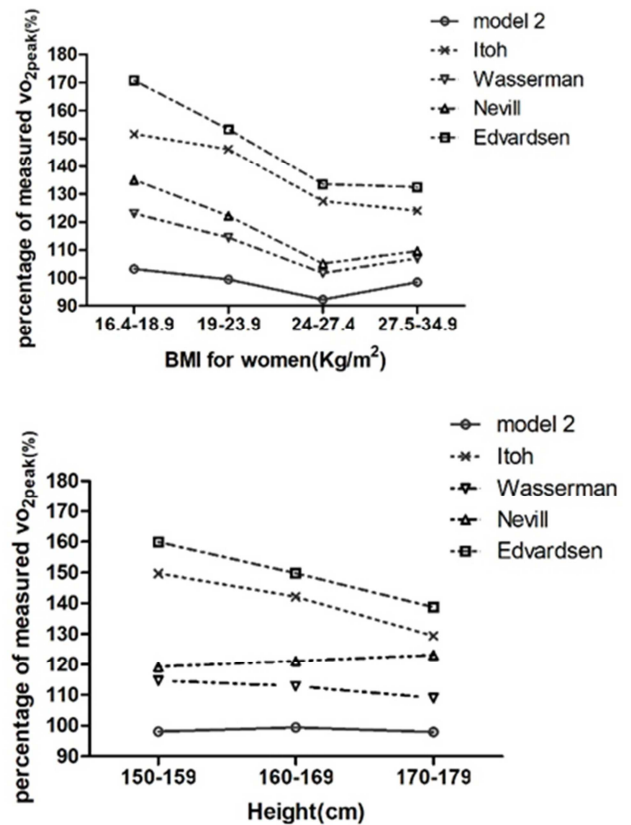 model 2
Itoh
Wasserman
Nevill
Edvardsen
percentage of measured vo2peak(%)
180
170
160
150
140
130
120
110
100
90
16.4-18.9 19-23.9 24-27.4 27.5-34.9
BMI for women(Kg/m²)
model 2
Itoh
Wasserman
Nevill
Edvardsen
percentage of measured vo2peak(%)
180
170
160
150
140
130
120
110
100
90
150-159 160-169 170-179
Height(cm)